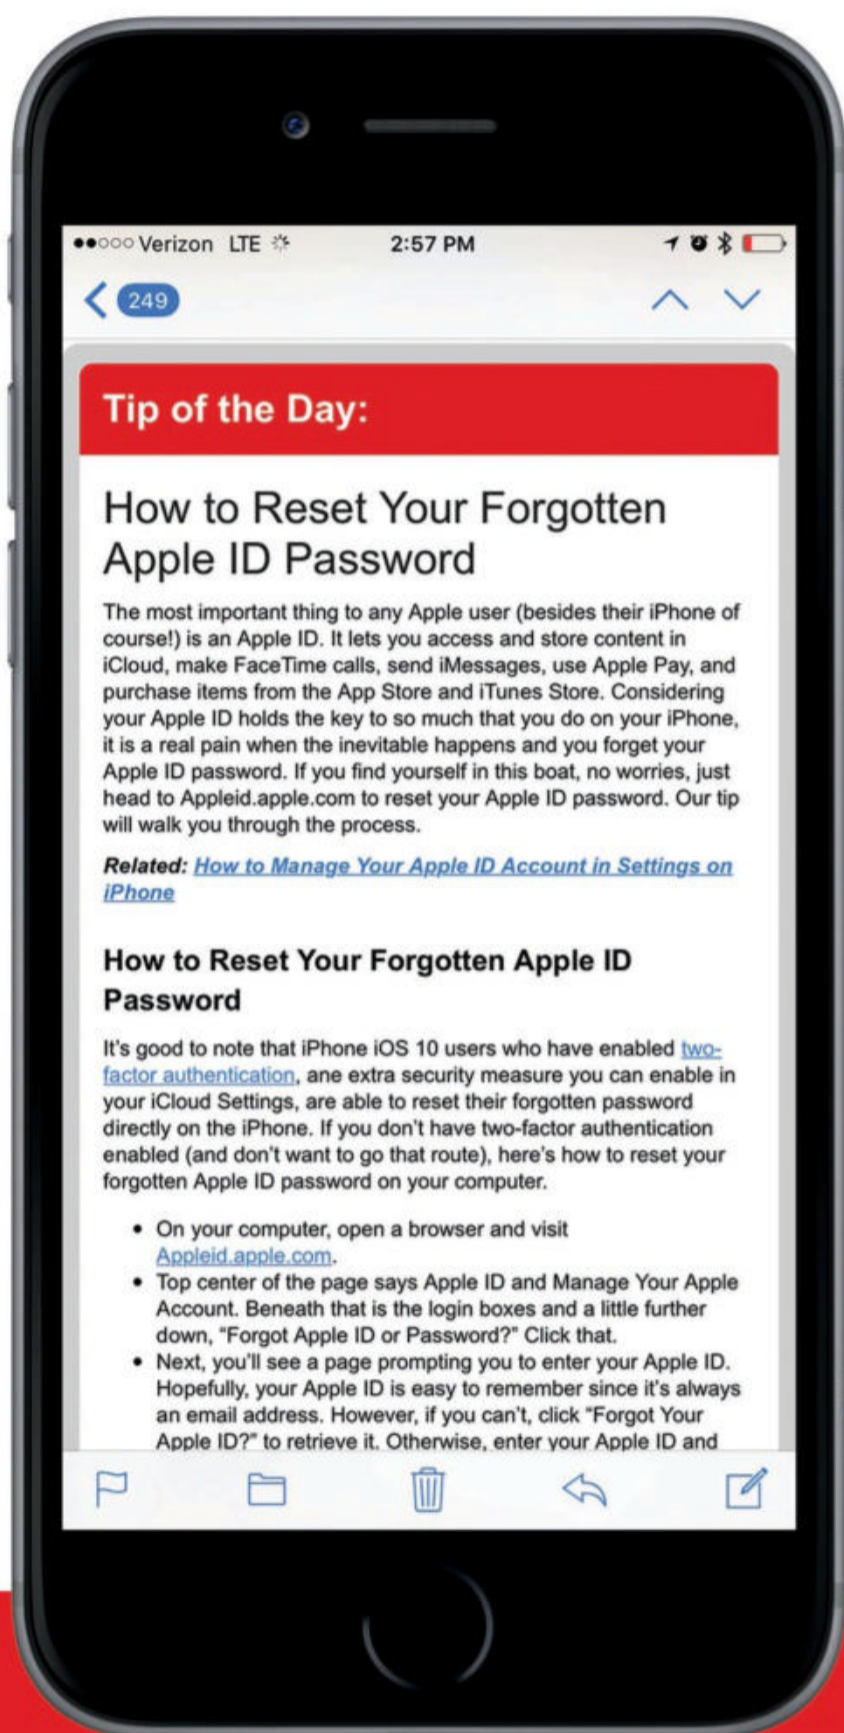 Verizon LTE 2:57 PM
249
Tip of the Day:
How to Reset Your Forgotten
Apple ID Password
The most important thing to any Apple user (besides their iPhone of
course!) is an Apple ID. It lets you access and store content in
iCloud, make FaceTime calls, send iMessages, use Apple Pay, and
purchase items from the App Store and iTunes Store. Considering
your Apple ID holds the key to so much that you do on your iPhone,
it is a real pain when the inevitable happens and you forget your
Apple ID password. If you find yourself in this boat, no worries, just
head to Appleid.apple.com to reset your Apple ID password. Our tip
will walk you through the process.
Related: How to Manage Your Apple ID Account in Settings on
iPhone
How to Reset Your Forgotten Apple ID
Password
It's good to note that iPhone iOS 10 users who have enabled two-
factor authentication, ane extra security measure you can enable in
your iCloud Settings, are able to reset their forgotten password
directly on the iPhone. If you don't have two-factor authentication
enabled (and don't want to go that route), here's how to reset your
forgotten Apple ID password on your computer.
• On your computer, open a browser and visit
Appleid.apple.com.
• Top center of the page says Apple ID and Manage Your Apple
Account. Beneath that is the login boxes and a little further
down, “Forgot Apple ID or Password?” Click that.
• Next, you'll see a page prompting you to enter your Apple ID.
Hopefully, your Apple ID is easy to remember since it's always
an email address. However, if you can't, click “Forgot Your
Apple ID?” to retrieve it. Otherwise, enter your Apple ID and